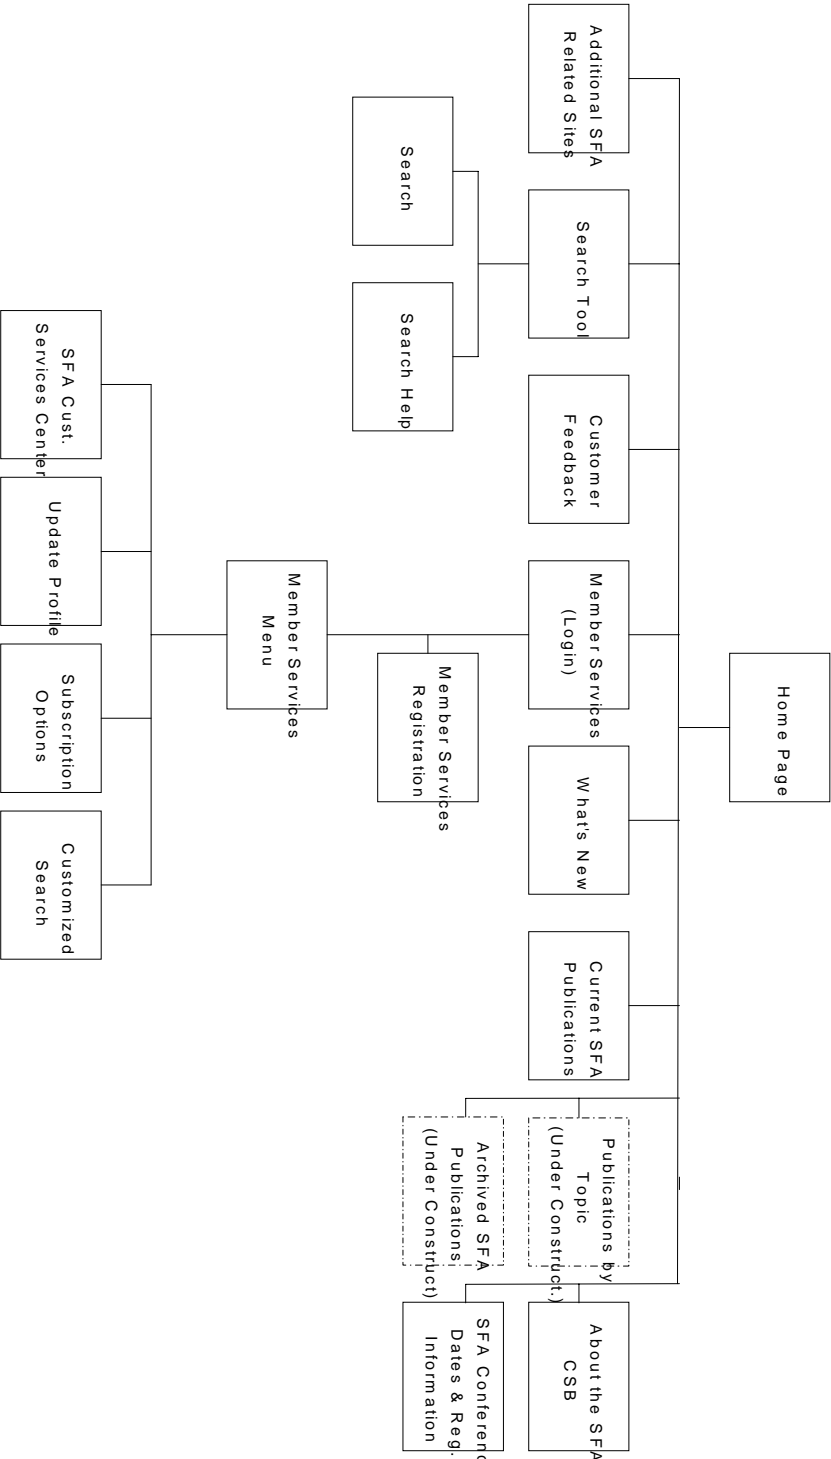 Home Page
Additional SFA
Related Sites
Search Tool
Customer
Feedback
Member Services
(Login)
What's New
Current SFA
Publications
Publications by
Topic
(Under Construct.)
About the SFA
CSB
Search
Search Help
Member Services
Registration
Archived SFA
Publications
(Under Construct)
SFA Conferenc
Dates & Reg.
Information
Member Services
Menu
SFA Cust.
Services Center
Update Profile
Subscription
Options
Customized
Search